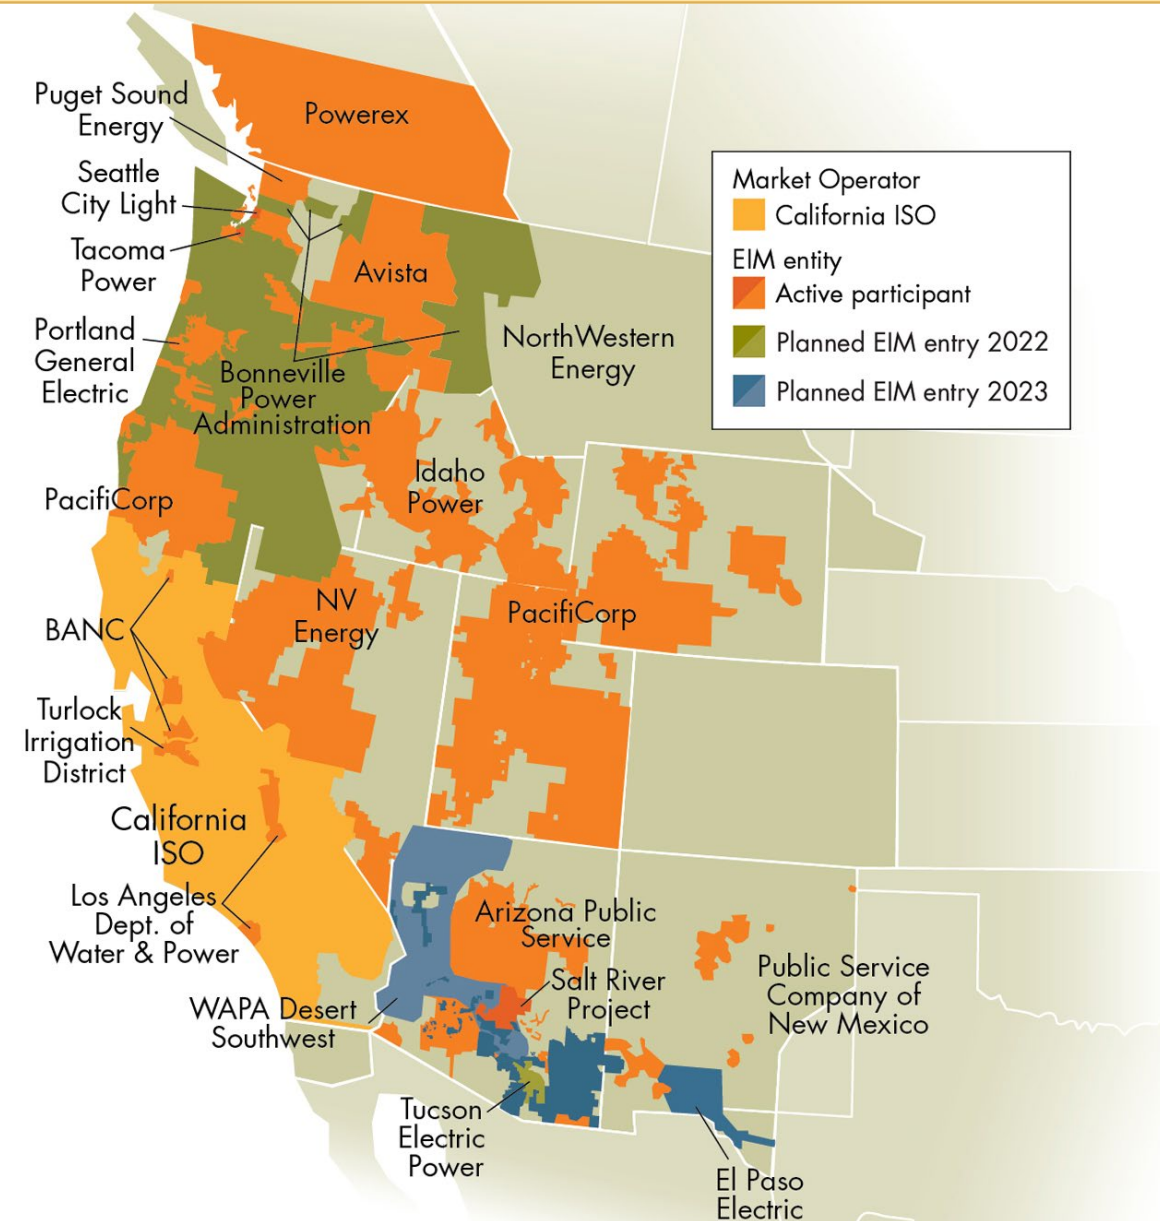 Powerex
Puget Sound
Energy
Seattle
City Light
Tacoma
Power
Portland
General
Electric
Avista
Bonneville
Power
Administration
NorthWestern
Energy
Market Operator
California ISO
EIM entity
Active participant
Planned EIM entry 2022
Planned EIM entry 2023
PacifiCorp
Idaho
Power
NV
Energy
PacifiCorp
BANC
Turlock
Irrigation
District
California
ISO
Los Angeles
Dept. of
Water & Power
Arizona Public
Service
Salt River
Project
WAPA Desert
Southwest
Public Service
Company of
New Mexico
Tucson
Electric
Power
El Paso
Electric